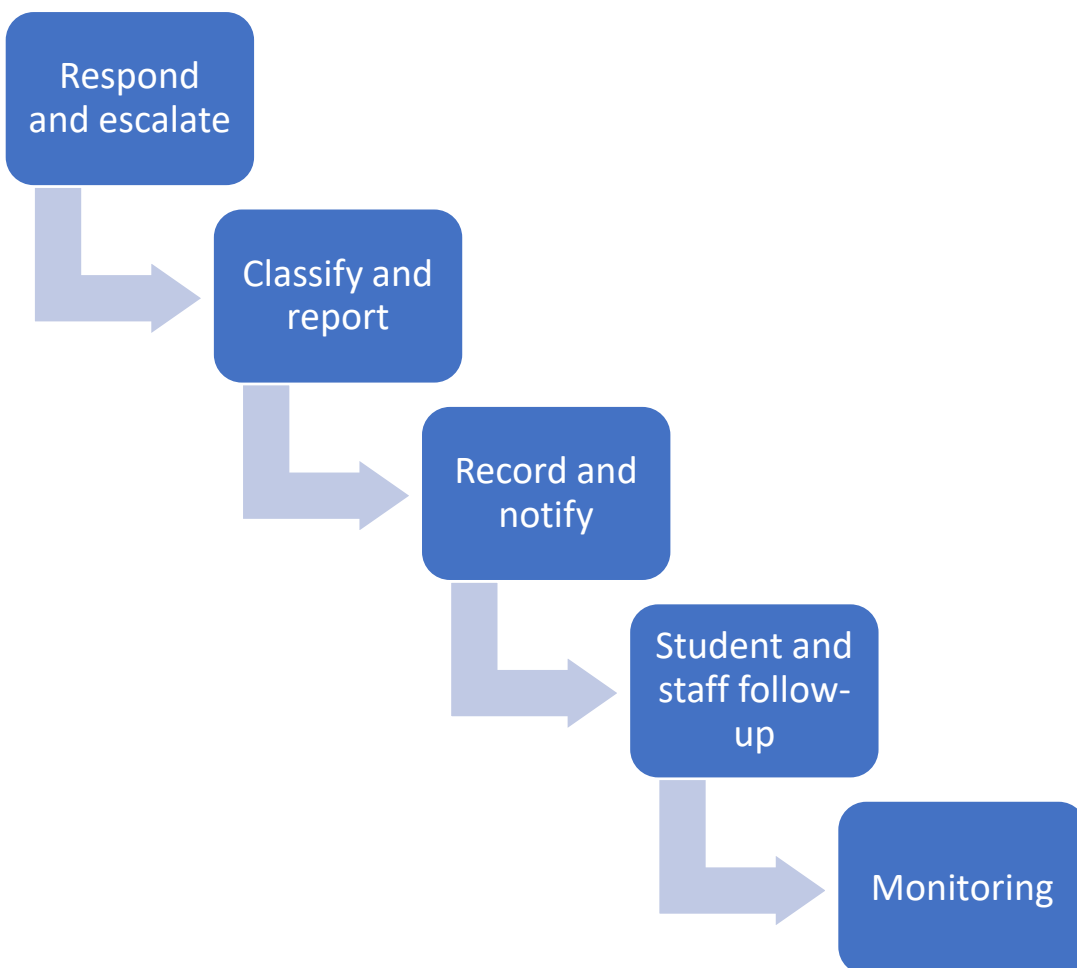 Respond
and escalate
Classify and
report
Record and
notify
Student and
staff follow-
up
Monitoring